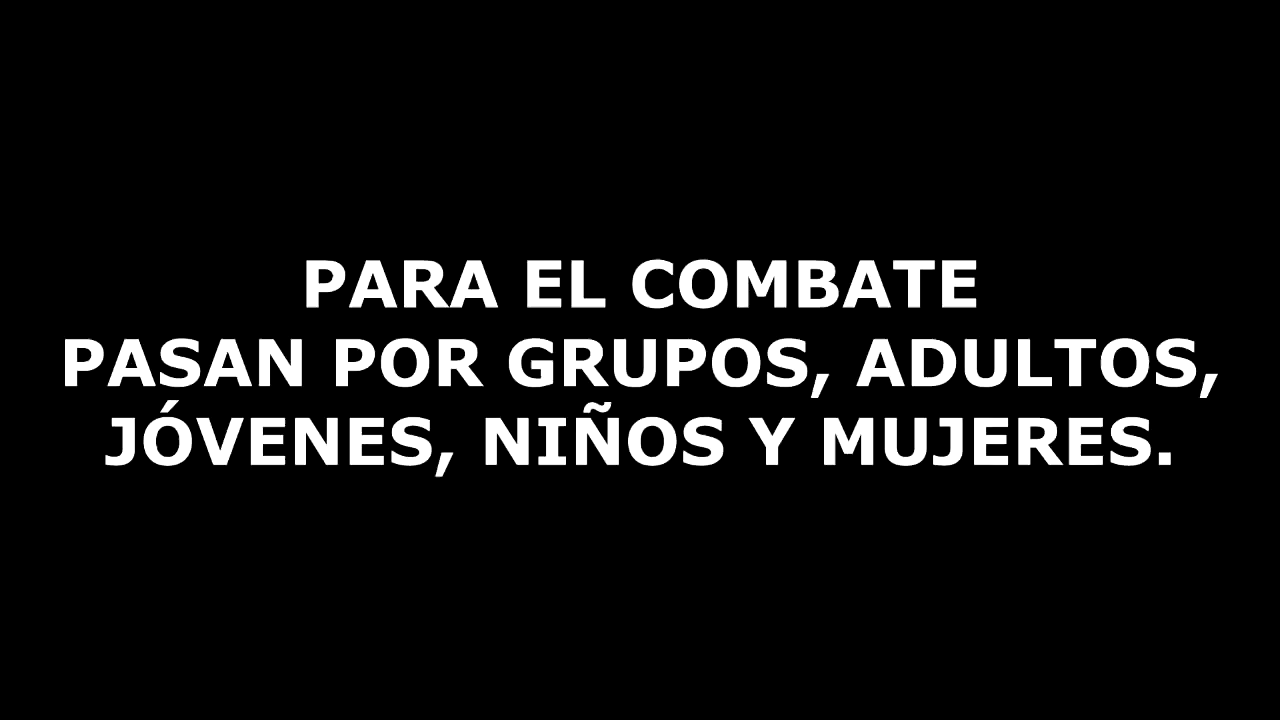 PARA EL COMBATE
PASAN POR GRUPOS, ADULTOS,
JÓVENES, NIÑOS Y MUJERES.